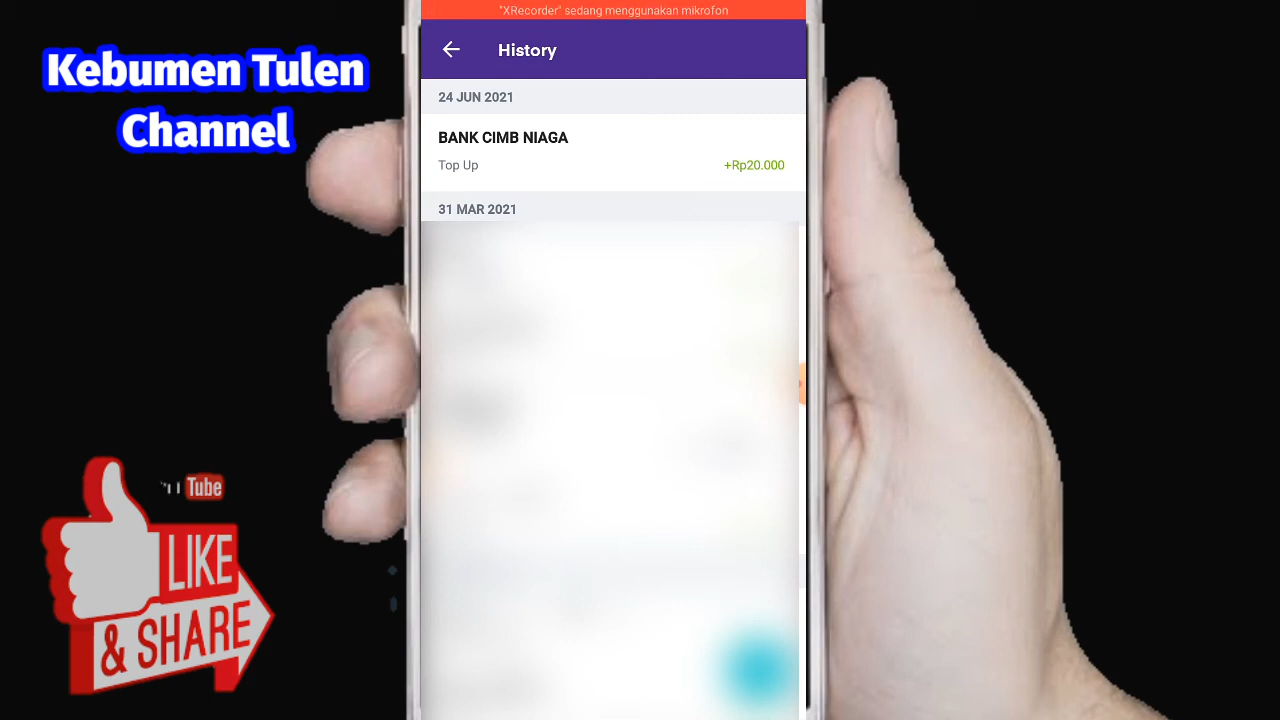 "XRecorder" sedang menggunakan mikrofon
Kebumen Tulen
Channel
History
24 JUN 2021
BANK CIMB NIAGA
Top Up
+Rp20.000
31 MAR 2021
Tube
LIKE
& SHARE